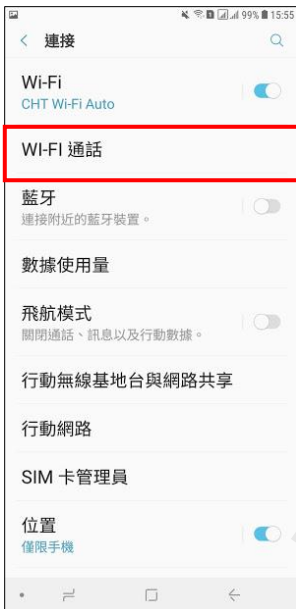 99% 15:55
連接
Wi-Fi
CHT Wi-Fi Auto
WI-FI 通話
藍牙
連接附近的藍牙裝置。
數據使用量
飛航模式
關閉通話、訊息以及行動數據。
行動無線基地台與網路共享
行動網路
SIM 卡管理員
位置
僅限手機